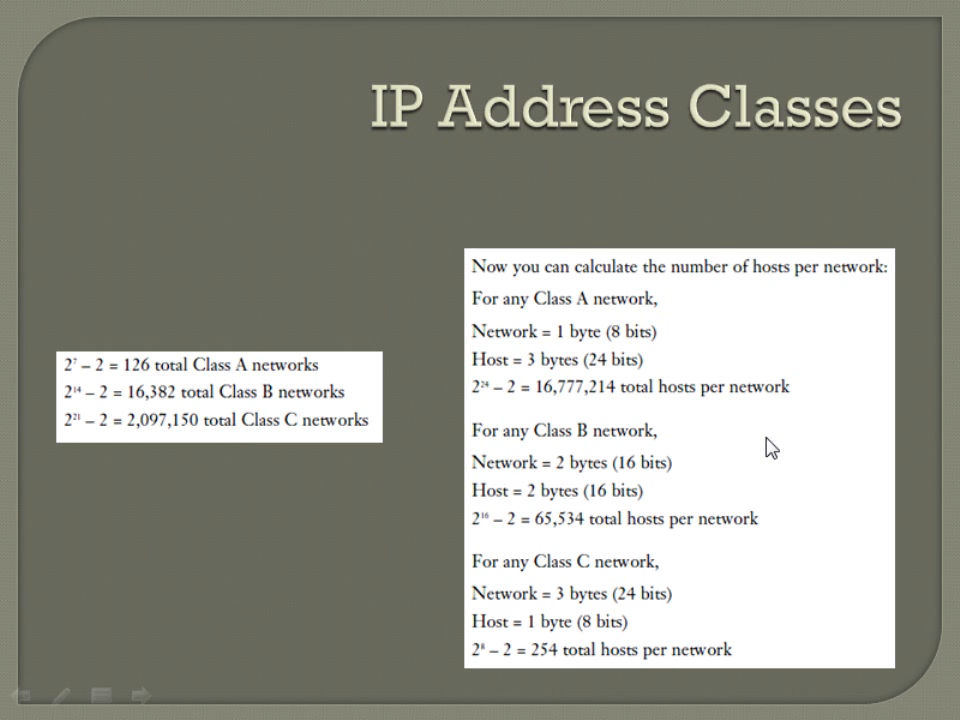 IP Address Classes
2⁷ – 2 = 126 total Class A networks
2¹⁴ – 2 = 16,382 total Class B networks
2²¹ – 2 = 2,097,150 total Class C networks
Now you can calculate the number of hosts per network:
For any Class A network,
Network = 1 byte (8 bits)
Host = 3 bytes (24 bits)
2²⁴ – 2 = 16,777,214 total hosts per network
For any Class B network,
Network = 2 bytes (16 bits)
Host = 2 bytes (16 bits)
2¹⁶ – 2 = 65,534 total hosts per network
For any Class C network,
Network = 3 bytes (24 bits)
Host = 1 byte (8 bits)
2⁸ – 2 = 254 total hosts per network